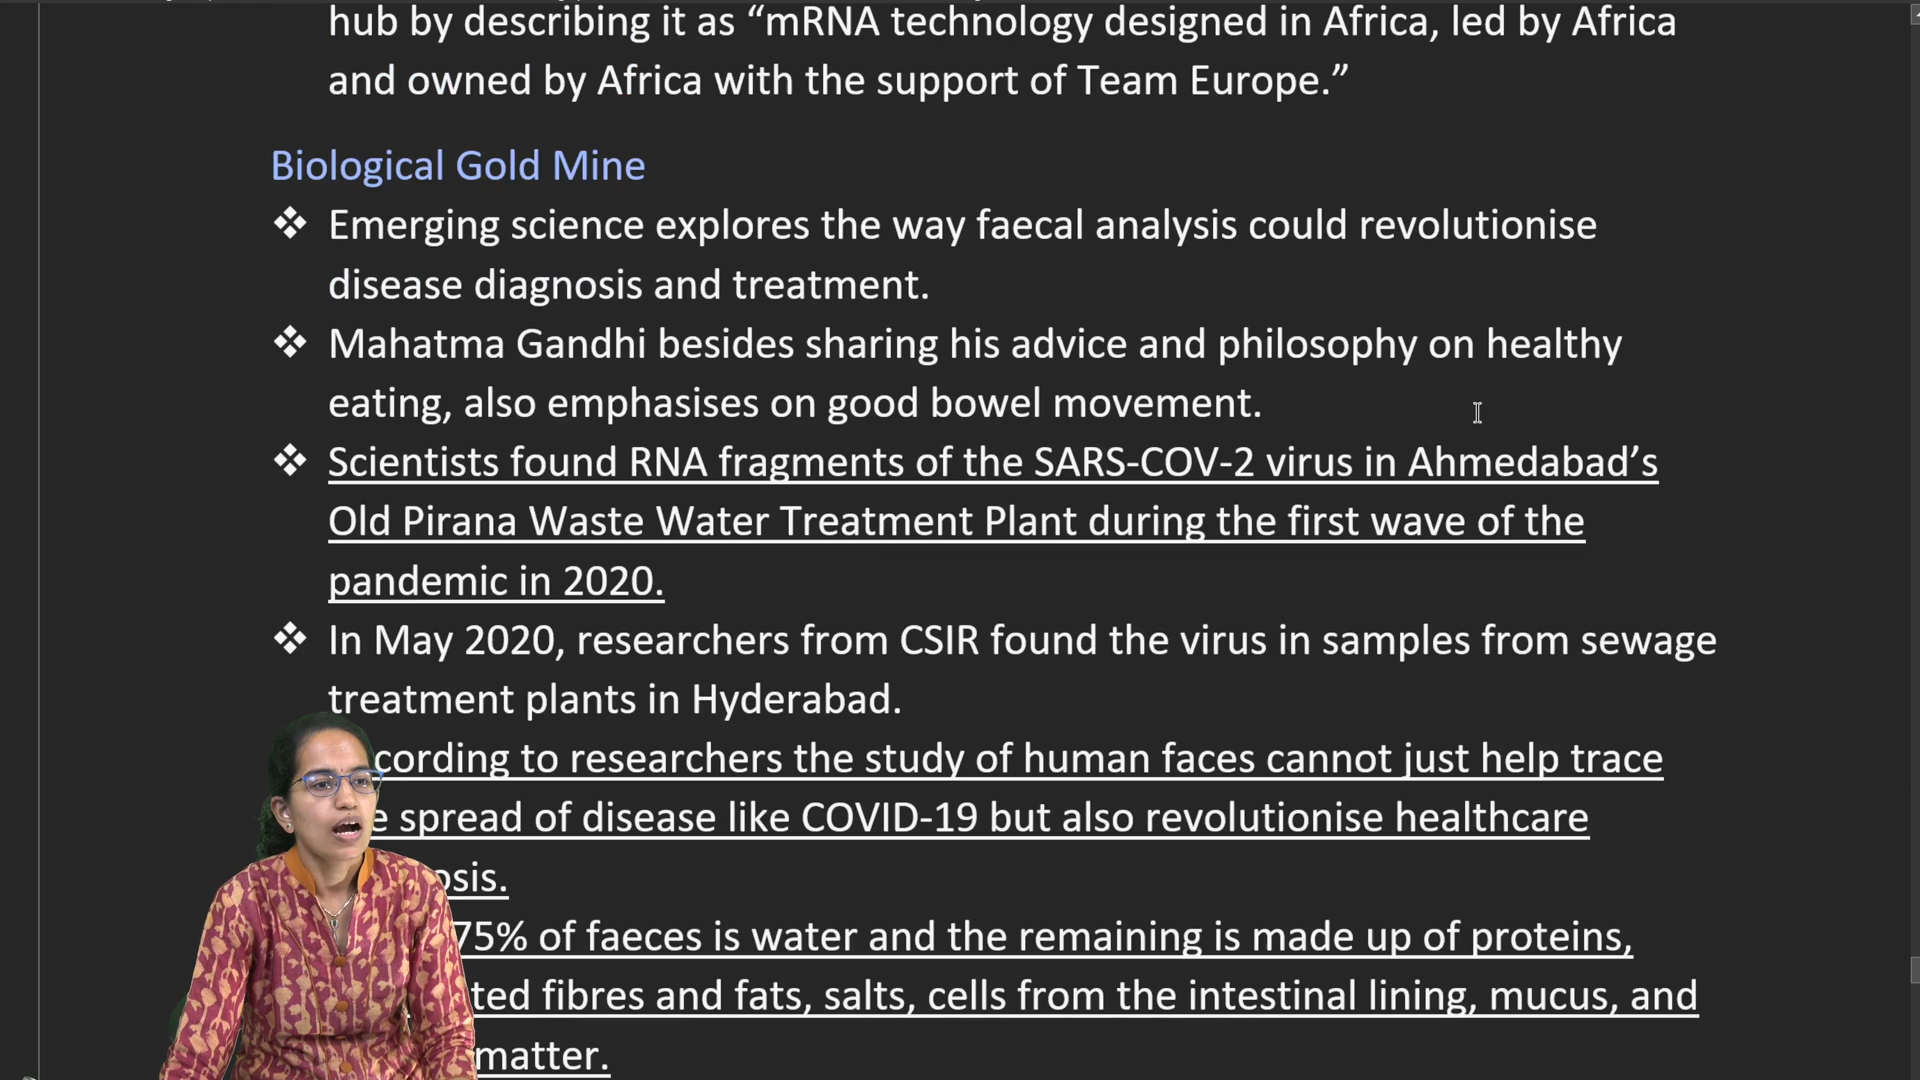 hub by describing it as “mRNA technology designed in Africa, led by Africa
and owned by Africa with the support of Team Europe.”
Biological Gold Mine
❖ Emerging science explores the way faecal analysis could revolutionise
disease diagnosis and treatment.
❖ Mahatma Gandhi besides sharing his advice and philosophy on healthy
eating, also emphasises on good bowel movement.
❖ Scientists found RNA fragments of the SARS-COV-2 virus in Ahmedabad’s
Old Pirana Waste Water Treatment Plant during the first wave of the
pandemic in 2020.
❖ In May 2020, researchers from CSIR found the virus in samples from sewage
treatment plants in Hyderabad.
cording to researchers the study of human faces cannot just help trace
e spread of disease like COVID-19 but also revolutionise healthcare
osis.
75% of faeces is water and the remaining is made up of proteins,
ted fibres and fats, salts, cells from the intestinal lining, mucus, and
matter.